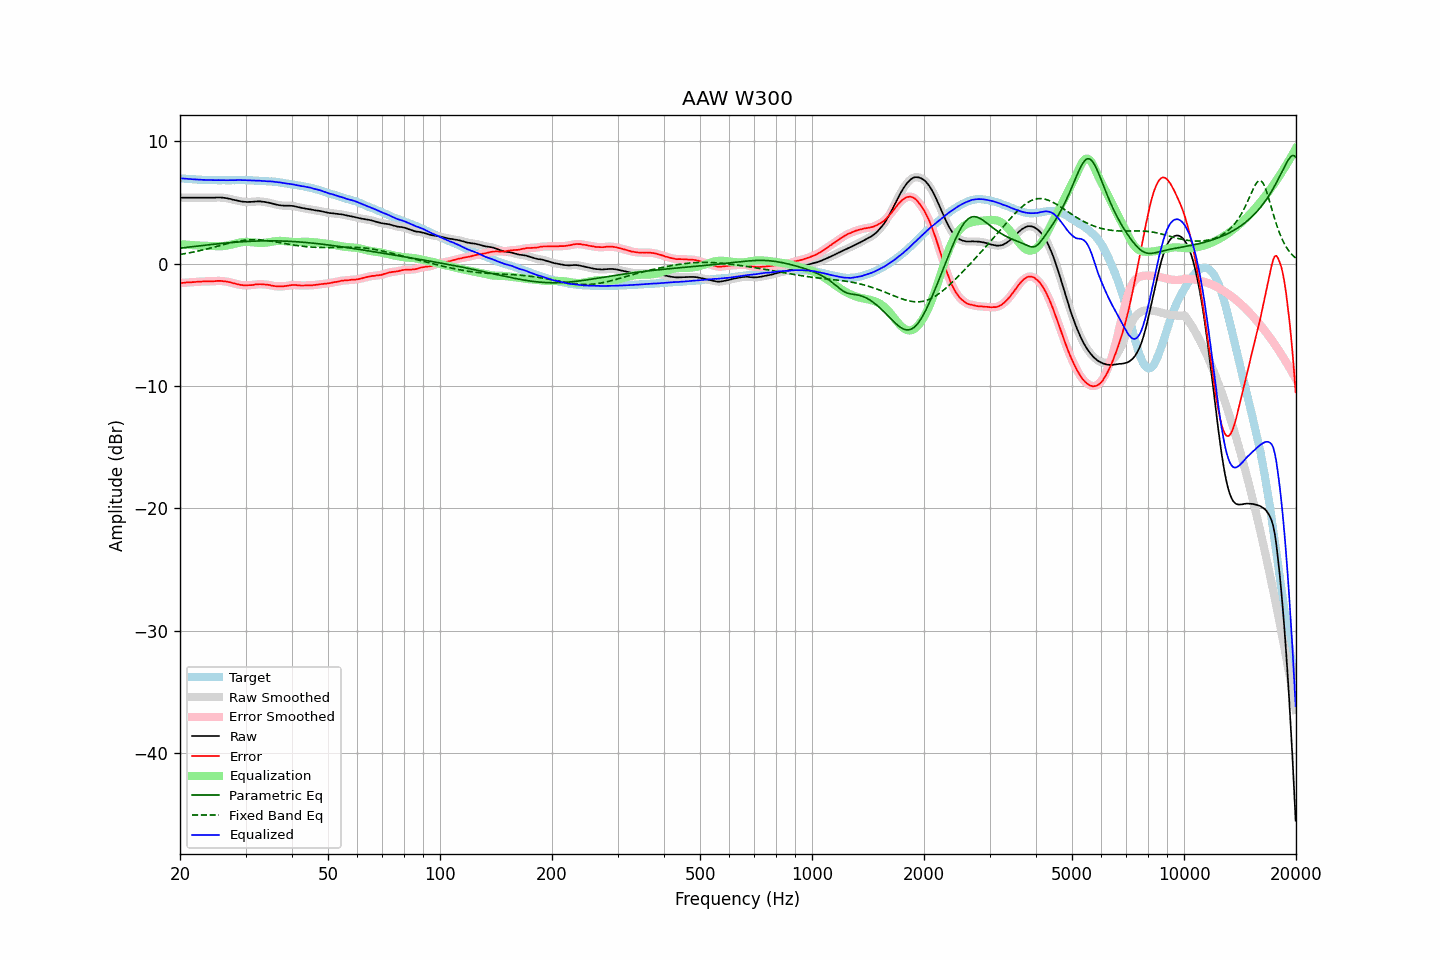 AAW W300
10
0
−10
−20
−30
−40
Amplitude (dBr)
Target
Raw Smoothed
Error Smoothed
Raw
Error
Equalization
Parametric Eq
Fixed Band Eq
Equalized
20 50 100 200 500 1000 2000 5000 10000 20000
Frequency (Hz)